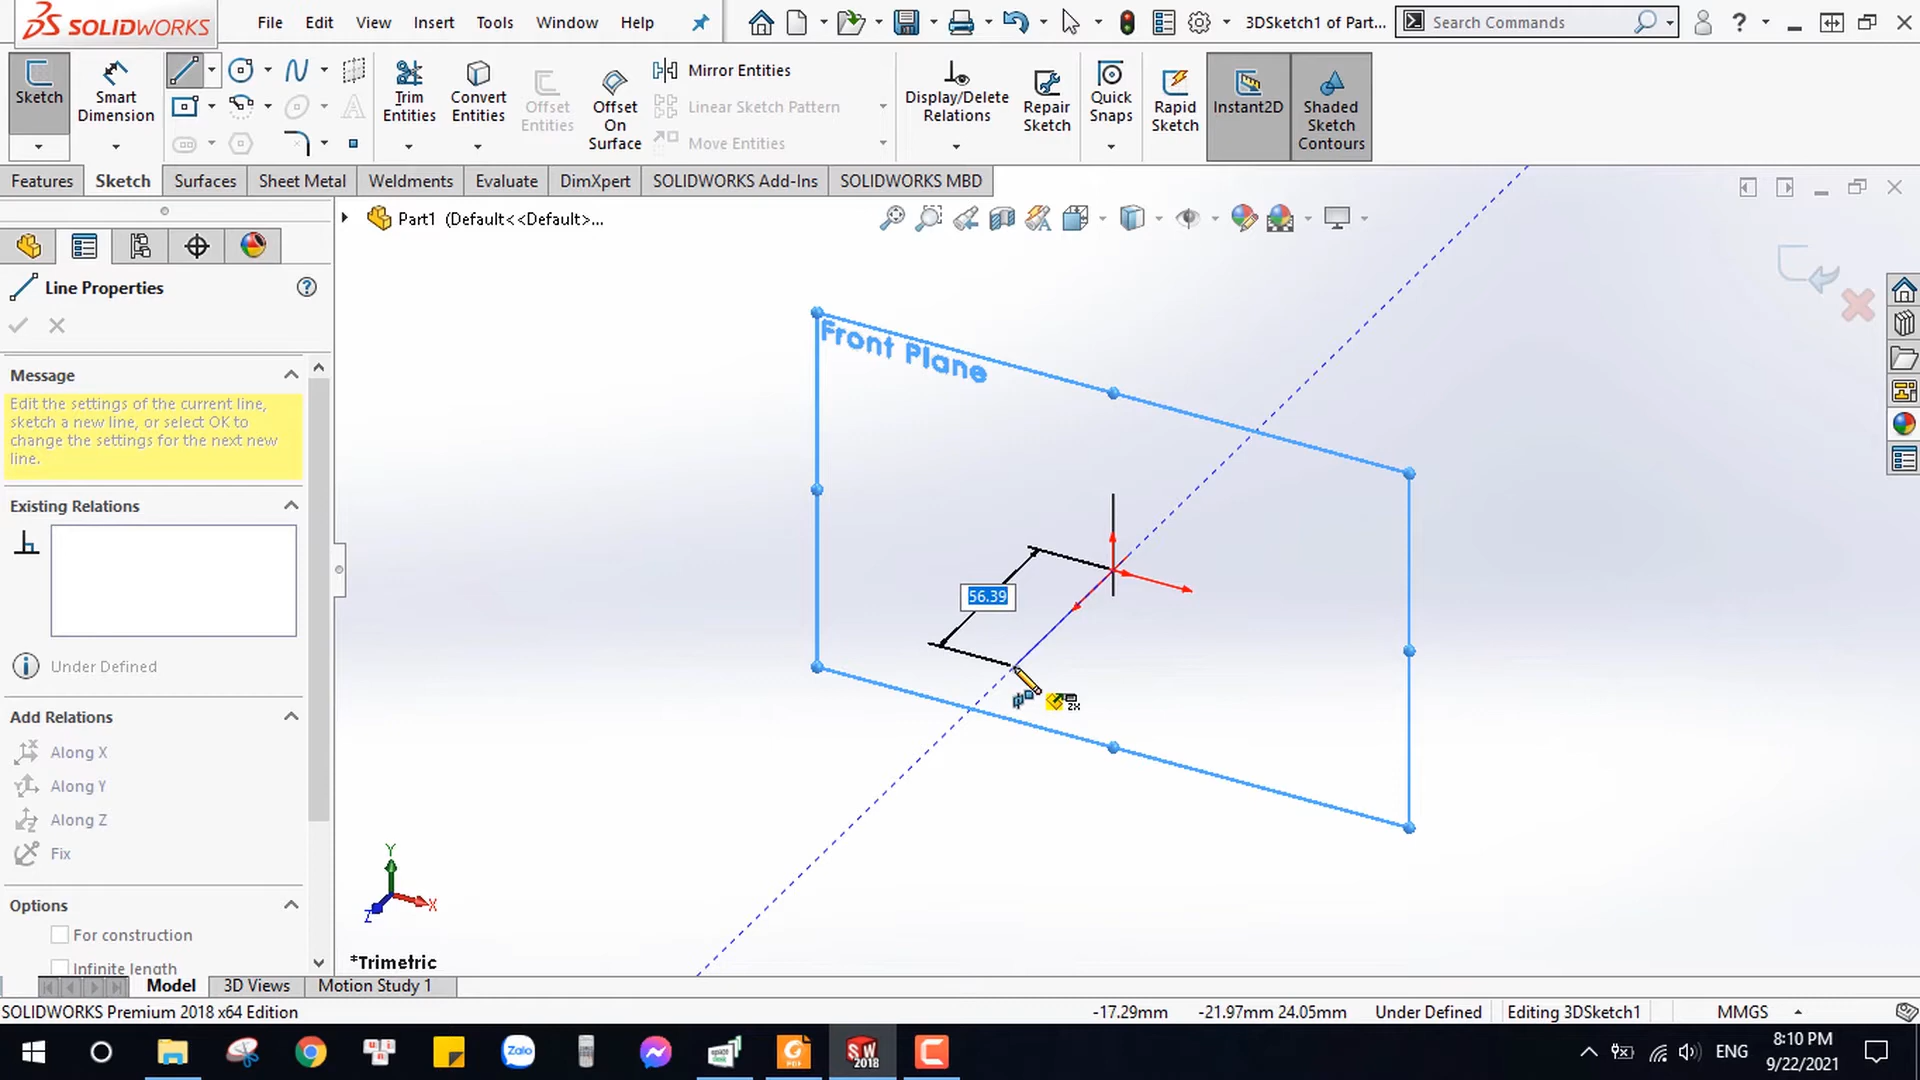 SOLIDWORKS File Edit View Insert Tools Window Help 3DSketch1 of Part... Search Commands
Sketch
Smart Dimension
Trim Entities
Convert Entities
Offset Entities
Offset On Surface
Mirror Entities
Linear Sketch Pattern
Move Entities
Display/Delete Relations
Repair Sketch
Quick Snaps
Rapid Sketch
Instant2D
Shaded Sketch Contours
Features Sketch Surfaces Sheet Metal Weldments Evaluate DimXpert SOLIDWORKS Add-Ins SOLIDWORKS MBD
Part1 (Default<<Default>...
Line Properties
Message
Edit the settings of the current line,
sketch a new line, or select OK to
change the settings for the next new
line.
Existing Relations
Under Defined
Add Relations
Along X
Along Y
Along Z
Fix
Options
For construction
Infinite length
Front Plane
56.39
ZX
Y
X
Z
*Trimetric
Model 3D Views Motion Study 1
SOLIDWORKS Premium 2018 x64 Edition -17.29mm -21.97mm 24.05mm Under Defined Editing 3DSketch1 MMGS
Zalo
SW
2018
ENG
8:10 PM
9/22/2021